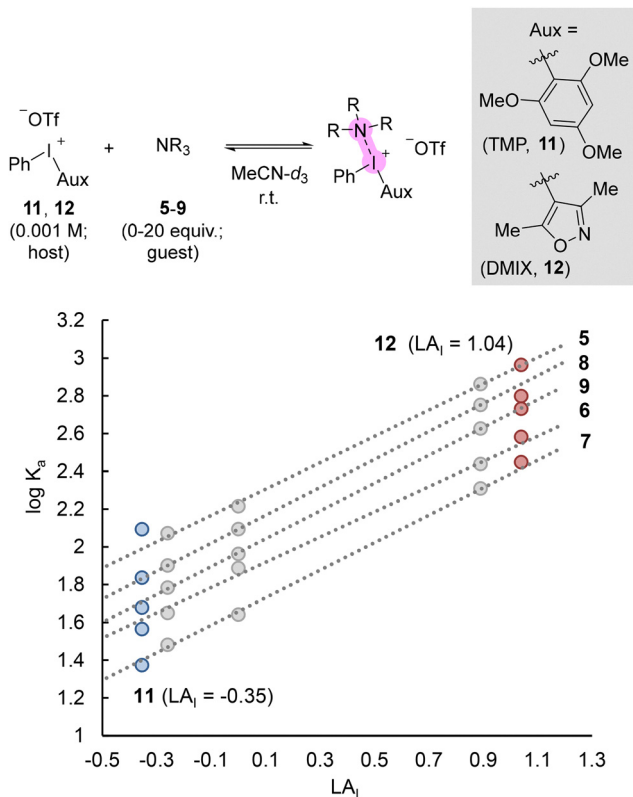 ⁻OTf
Ph
I⁺
Aux
11, 12
(0.001 M;
host)
+
NR₃
5-9
(0-20 equiv.;
guest)
MeCN-d₃
r.t.
R
R
R
N
Ph
I⁺
Aux
⁻OTf
Aux =
OMe
MeO
OMe
(TMP, 11)
Me
Me
O
N
(DMIX, 12)
3.2
3
2.8
2.6
2.4
2.2
2
1.8
1.6
1.4
1.2
1
log Kₐ
12 (LA_I = 1.04)
5
8
9
6
7
11 (LA_I = -0.35)
-0.5 -0.3 -0.1 0.1 0.3 0.5 0.7 0.9 1.1 1.3
LA_I